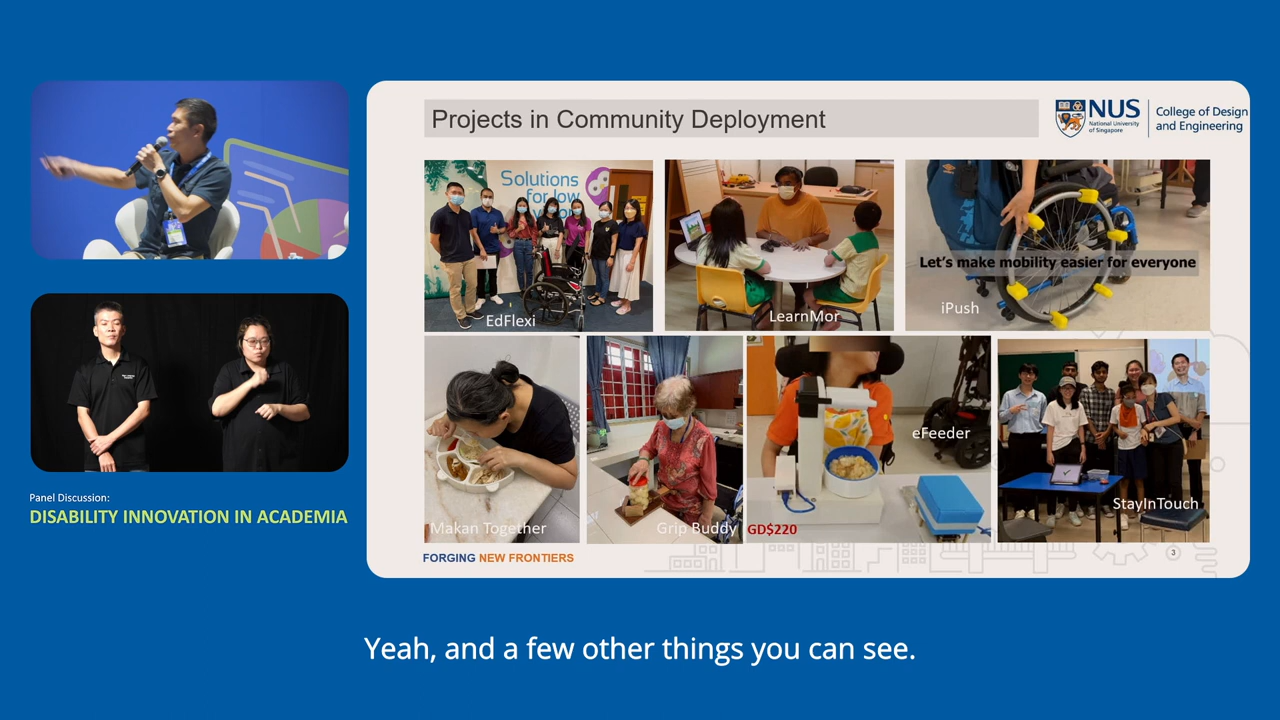 Panel Discussion:
DISABILITY INNOVATION IN ACADEMIA
Projects in Community Deployment
NUS
National University
of Singapore
College of Design
and Engineering
Solutions
for low
EdFlexi
LearnMor
Let's make mobility easier for everyone
iPush
Makan Together
Grip Buddy
GD$220
eFeeder
StayInTouch
FORGING NEW FRONTIERS
3
Yeah, and a few other things you can see.